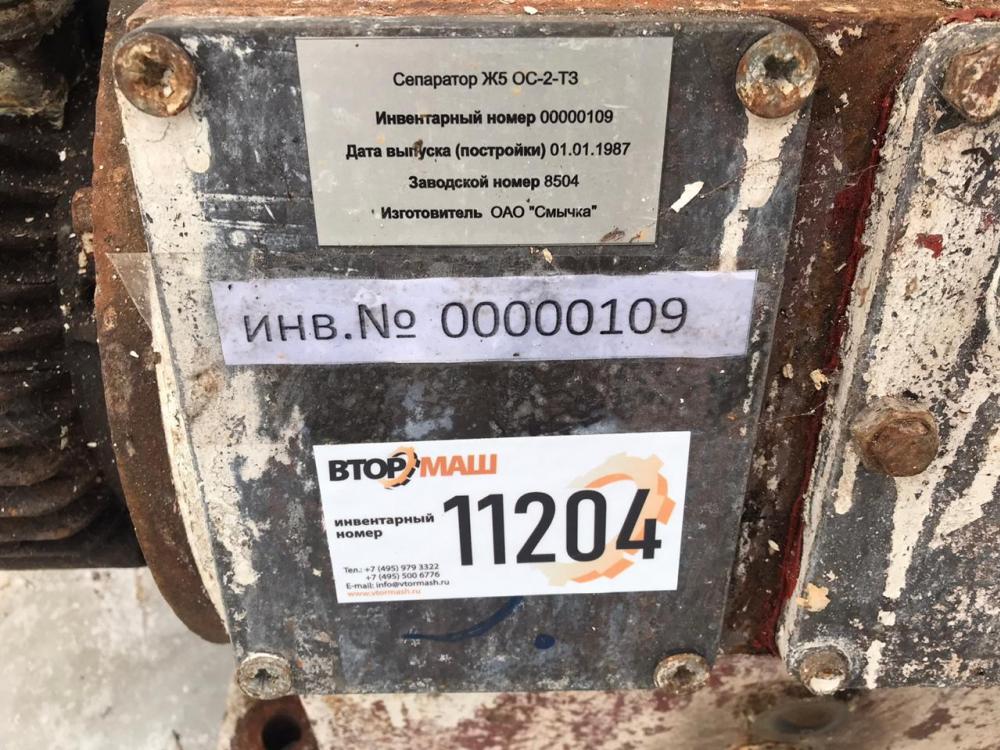 Сепаратор Ж5 ОС-2-ТЗ
Инвентарный номер 00000109
Дата выпуска (постройки) 01.01.1987
Заводской номер 8504
Изготовитель ОАО "Смычка"
инв.№ 00000109
ВТОРМАШ
инвентарный
номер
11204
Тел.: +7 (495) 979 3322
+7 (495) 500 6776
E-mail: info@vtormash.ru
www.vtormash.ru